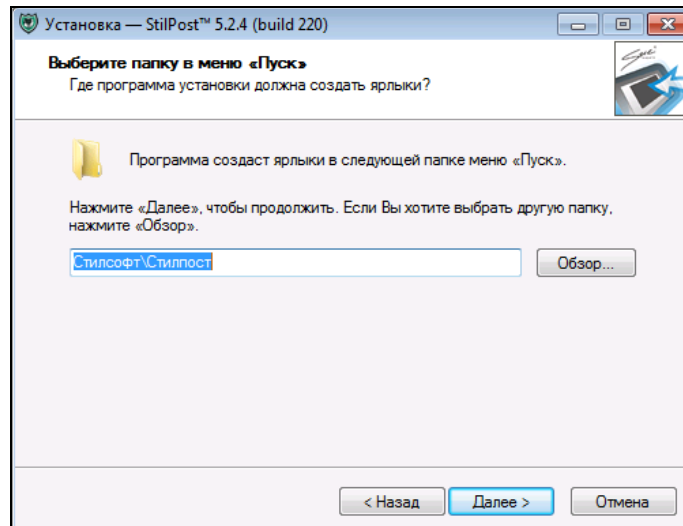 Установка — StilPost™ 5.2.4 (build 220)
Выберите папку в меню «Пуск»
Где программа установки должна создать ярлыки?
Программа создаст ярлыки в следующей папке меню «Пуск».
Нажмите «Далее», чтобы продолжить. Если Вы хотите выбрать другую папку,
нажмите «Обзор».
Стилсофт\Стилпост
Обзор...
< Назад
Далее >
Отмена